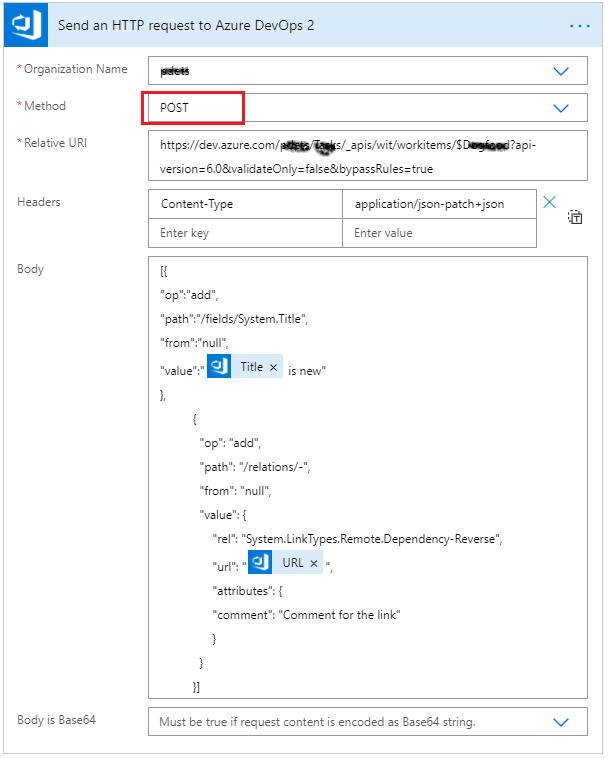 Send an HTTP request to Azure DevOps 2
* Organization Name
* Method
POST
* Relative URI
https://dev.azure.com/ /_apis/wit/workitems/$ ?api-
version=6.0&validateOnly=false&bypassRules=true
Headers
Content-Type application/json-patch+json
Enter key Enter value
Body
[{
"op":"add",
"path":"/fields/System.Title",
"from":"null",
"value":" Title × is new"
},
{
"op": "add",
"path": "/relations/-",
"from": "null",
"value": {
"rel": "System.LinkTypes.Remote.Dependency-Reverse",
"url": " URL × ",
"attributes": {
"comment": "Comment for the link"
}
}
}]
Body is Base64
Must be true if request content is encoded as Base64 string.